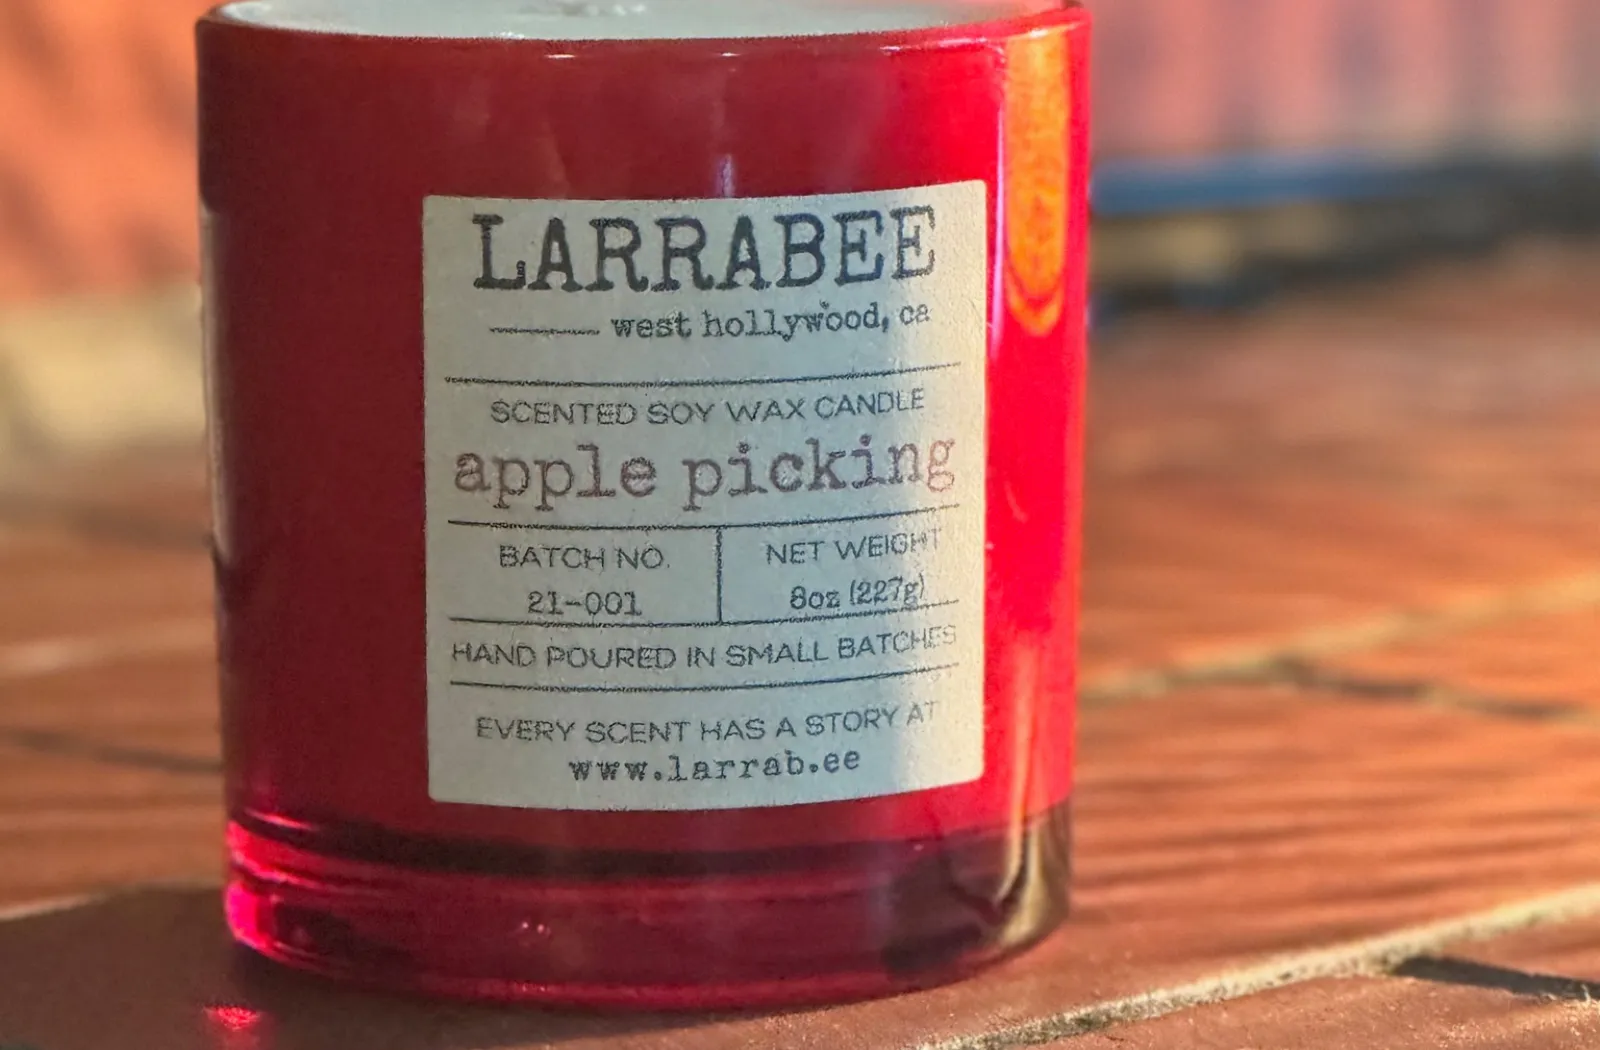 LARRABEE
west hollywood, ca
SCENTED SOY WAX CANDLE
apple picking
BATCH NO.
21-001
NET WEIGHT
8oz (227g)
HAND POURED IN SMALL BATCHES
EVERY SCENT HAS A STORY AT
www.larrab.ee